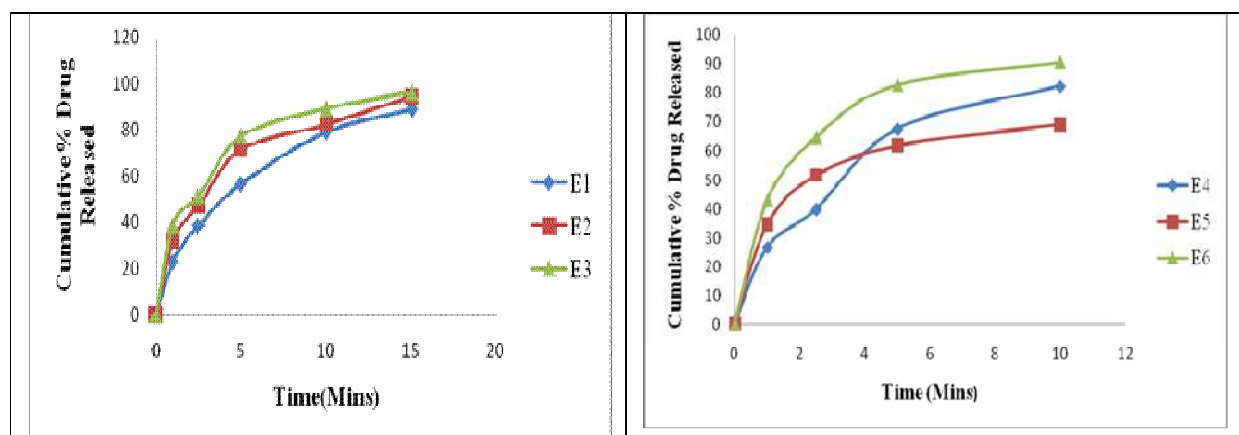 120
100
80
60
40
20
0
0 5 10 15 20
Cumulative % Drug
Released
Time(Mins)
E1
E2
E3
100
90
80
70
60
50
40
30
20
10
0
0 2 4 6 8 10 12
Cumulative % Drug Released
Time (Mins)
E4
E5
E6